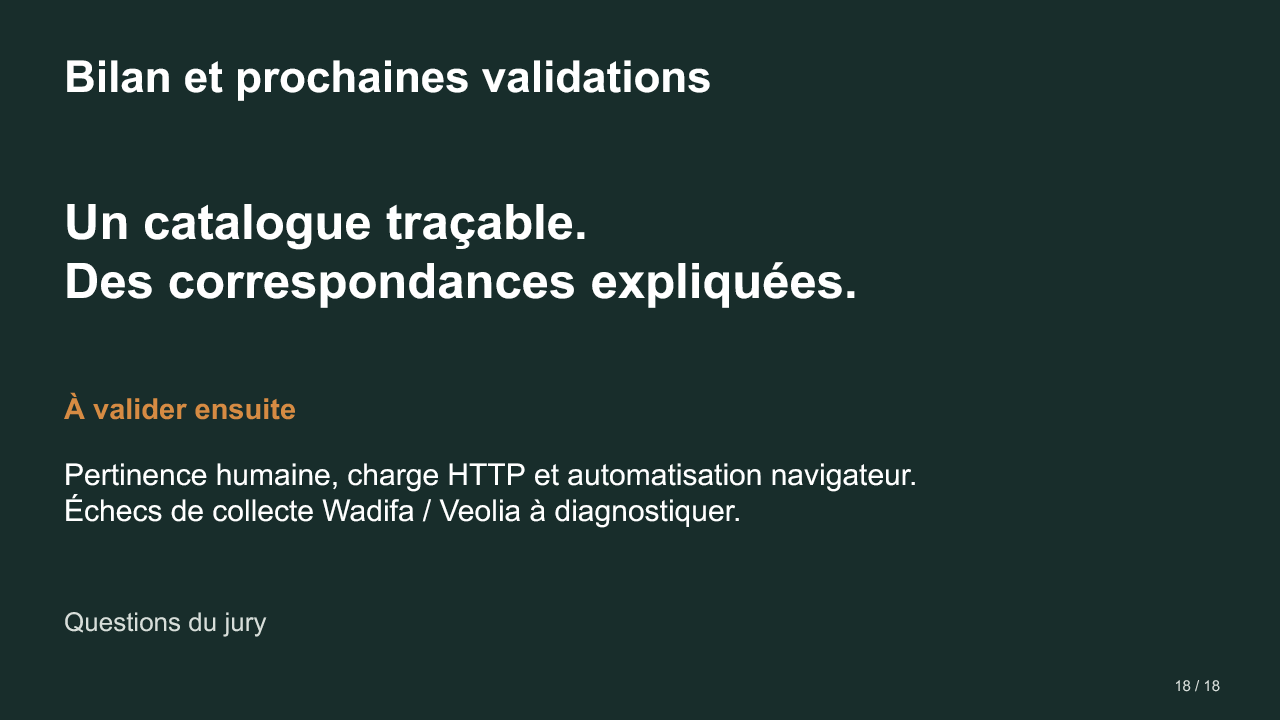 Bilan et prochaines validations
Un catalogue traçable.
Des correspondances expliquées.
À valider ensuite
Pertinence humaine, charge HTTP et automatisation navigateur.
Échecs de collecte Wadifa / Veolia à diagnostiquer.
Questions du jury
18 / 18